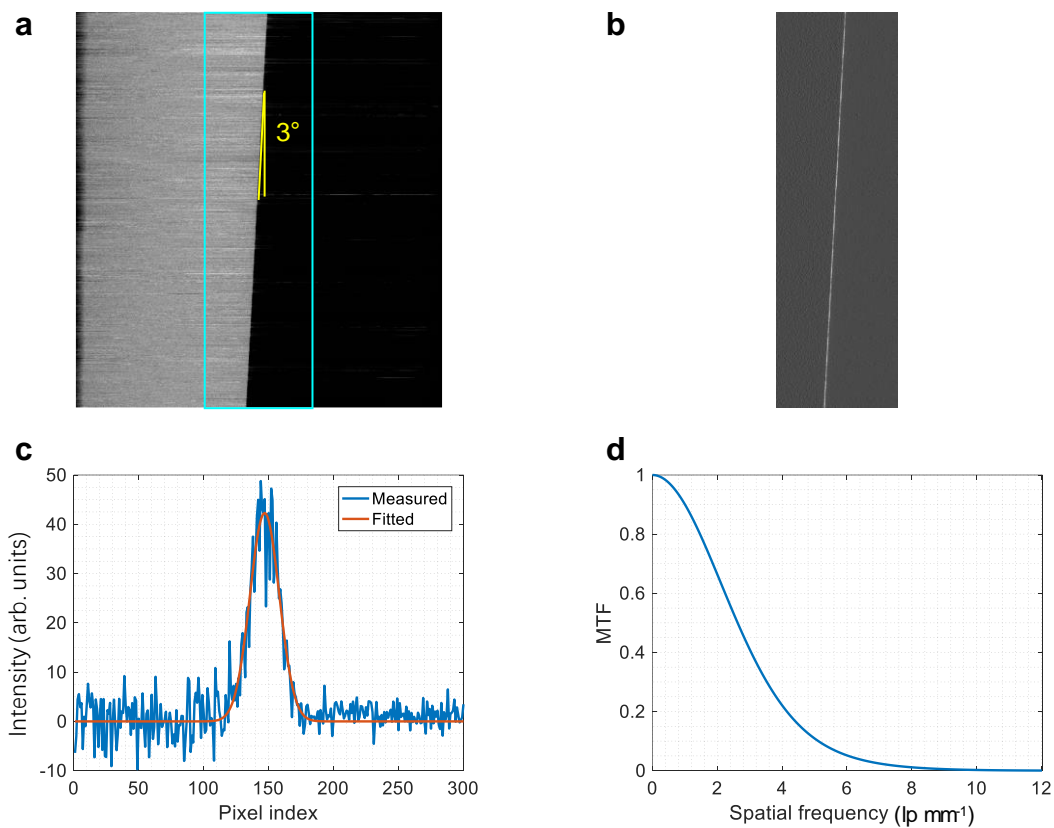 a
b
3°
c
d
50
40
30
20
10
0
-10
0
50
100
150
200
250
300
Intensity (arb. units)
Pixel index
Measured
Fitted
1
0.8
0.6
0.4
0.2
0
0
2
4
6
8
10
12
MTF
Spatial frequency (lp mm⁻¹)